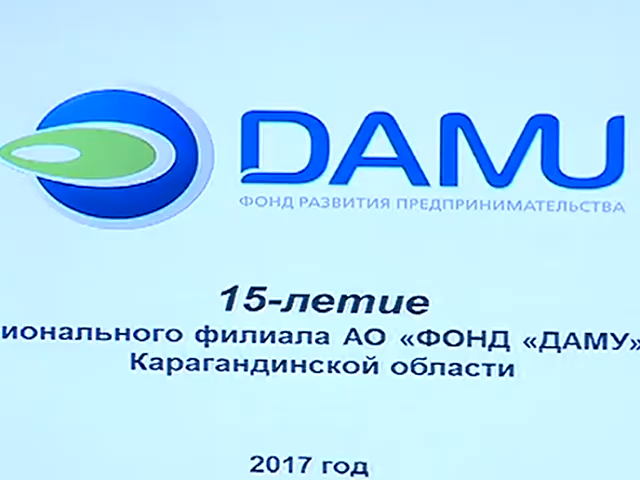 DAMU
ФОНД РАЗВИТИЯ ПРЕДПРИНИМАТЕЛЬСТВА
15-летие
ионального филиала АО «ФОНД «ДАМУ»
Карагандинской области
2017 год